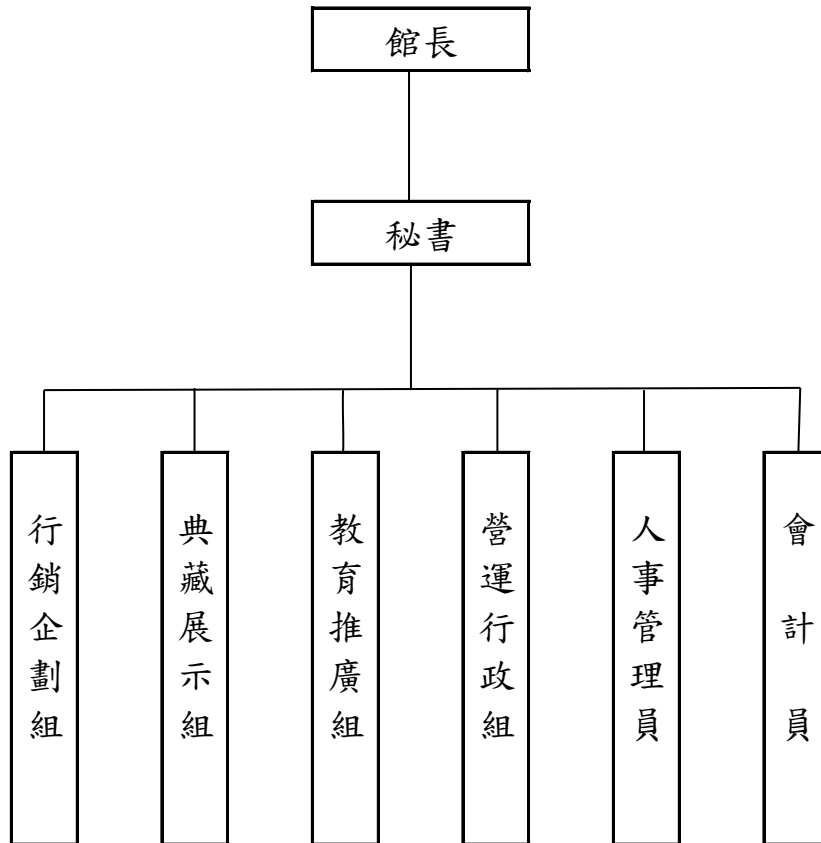 館長
秘書
行銷企劃組
典藏展示組
教育推廣組
營運行政組
人事管理員
會計員